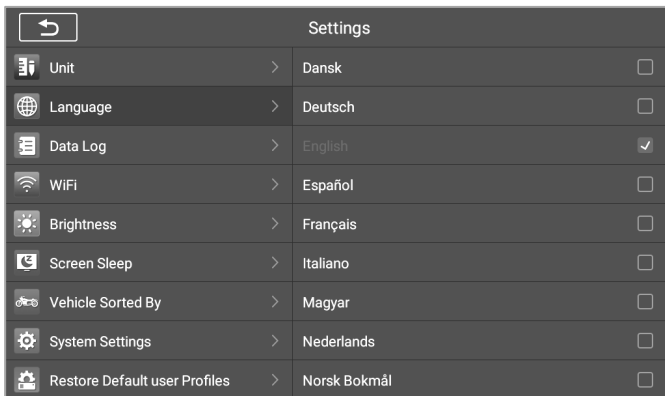 Settings
Unit
Dansk
Language
Deutsch
Data Log
English
WiFi
Español
Brightness
Français
Screen Sleep
Italiano
Vehicle Sorted By
Magyar
System Settings
Nederlands
Restore Default user Profiles
Norsk Bokmål